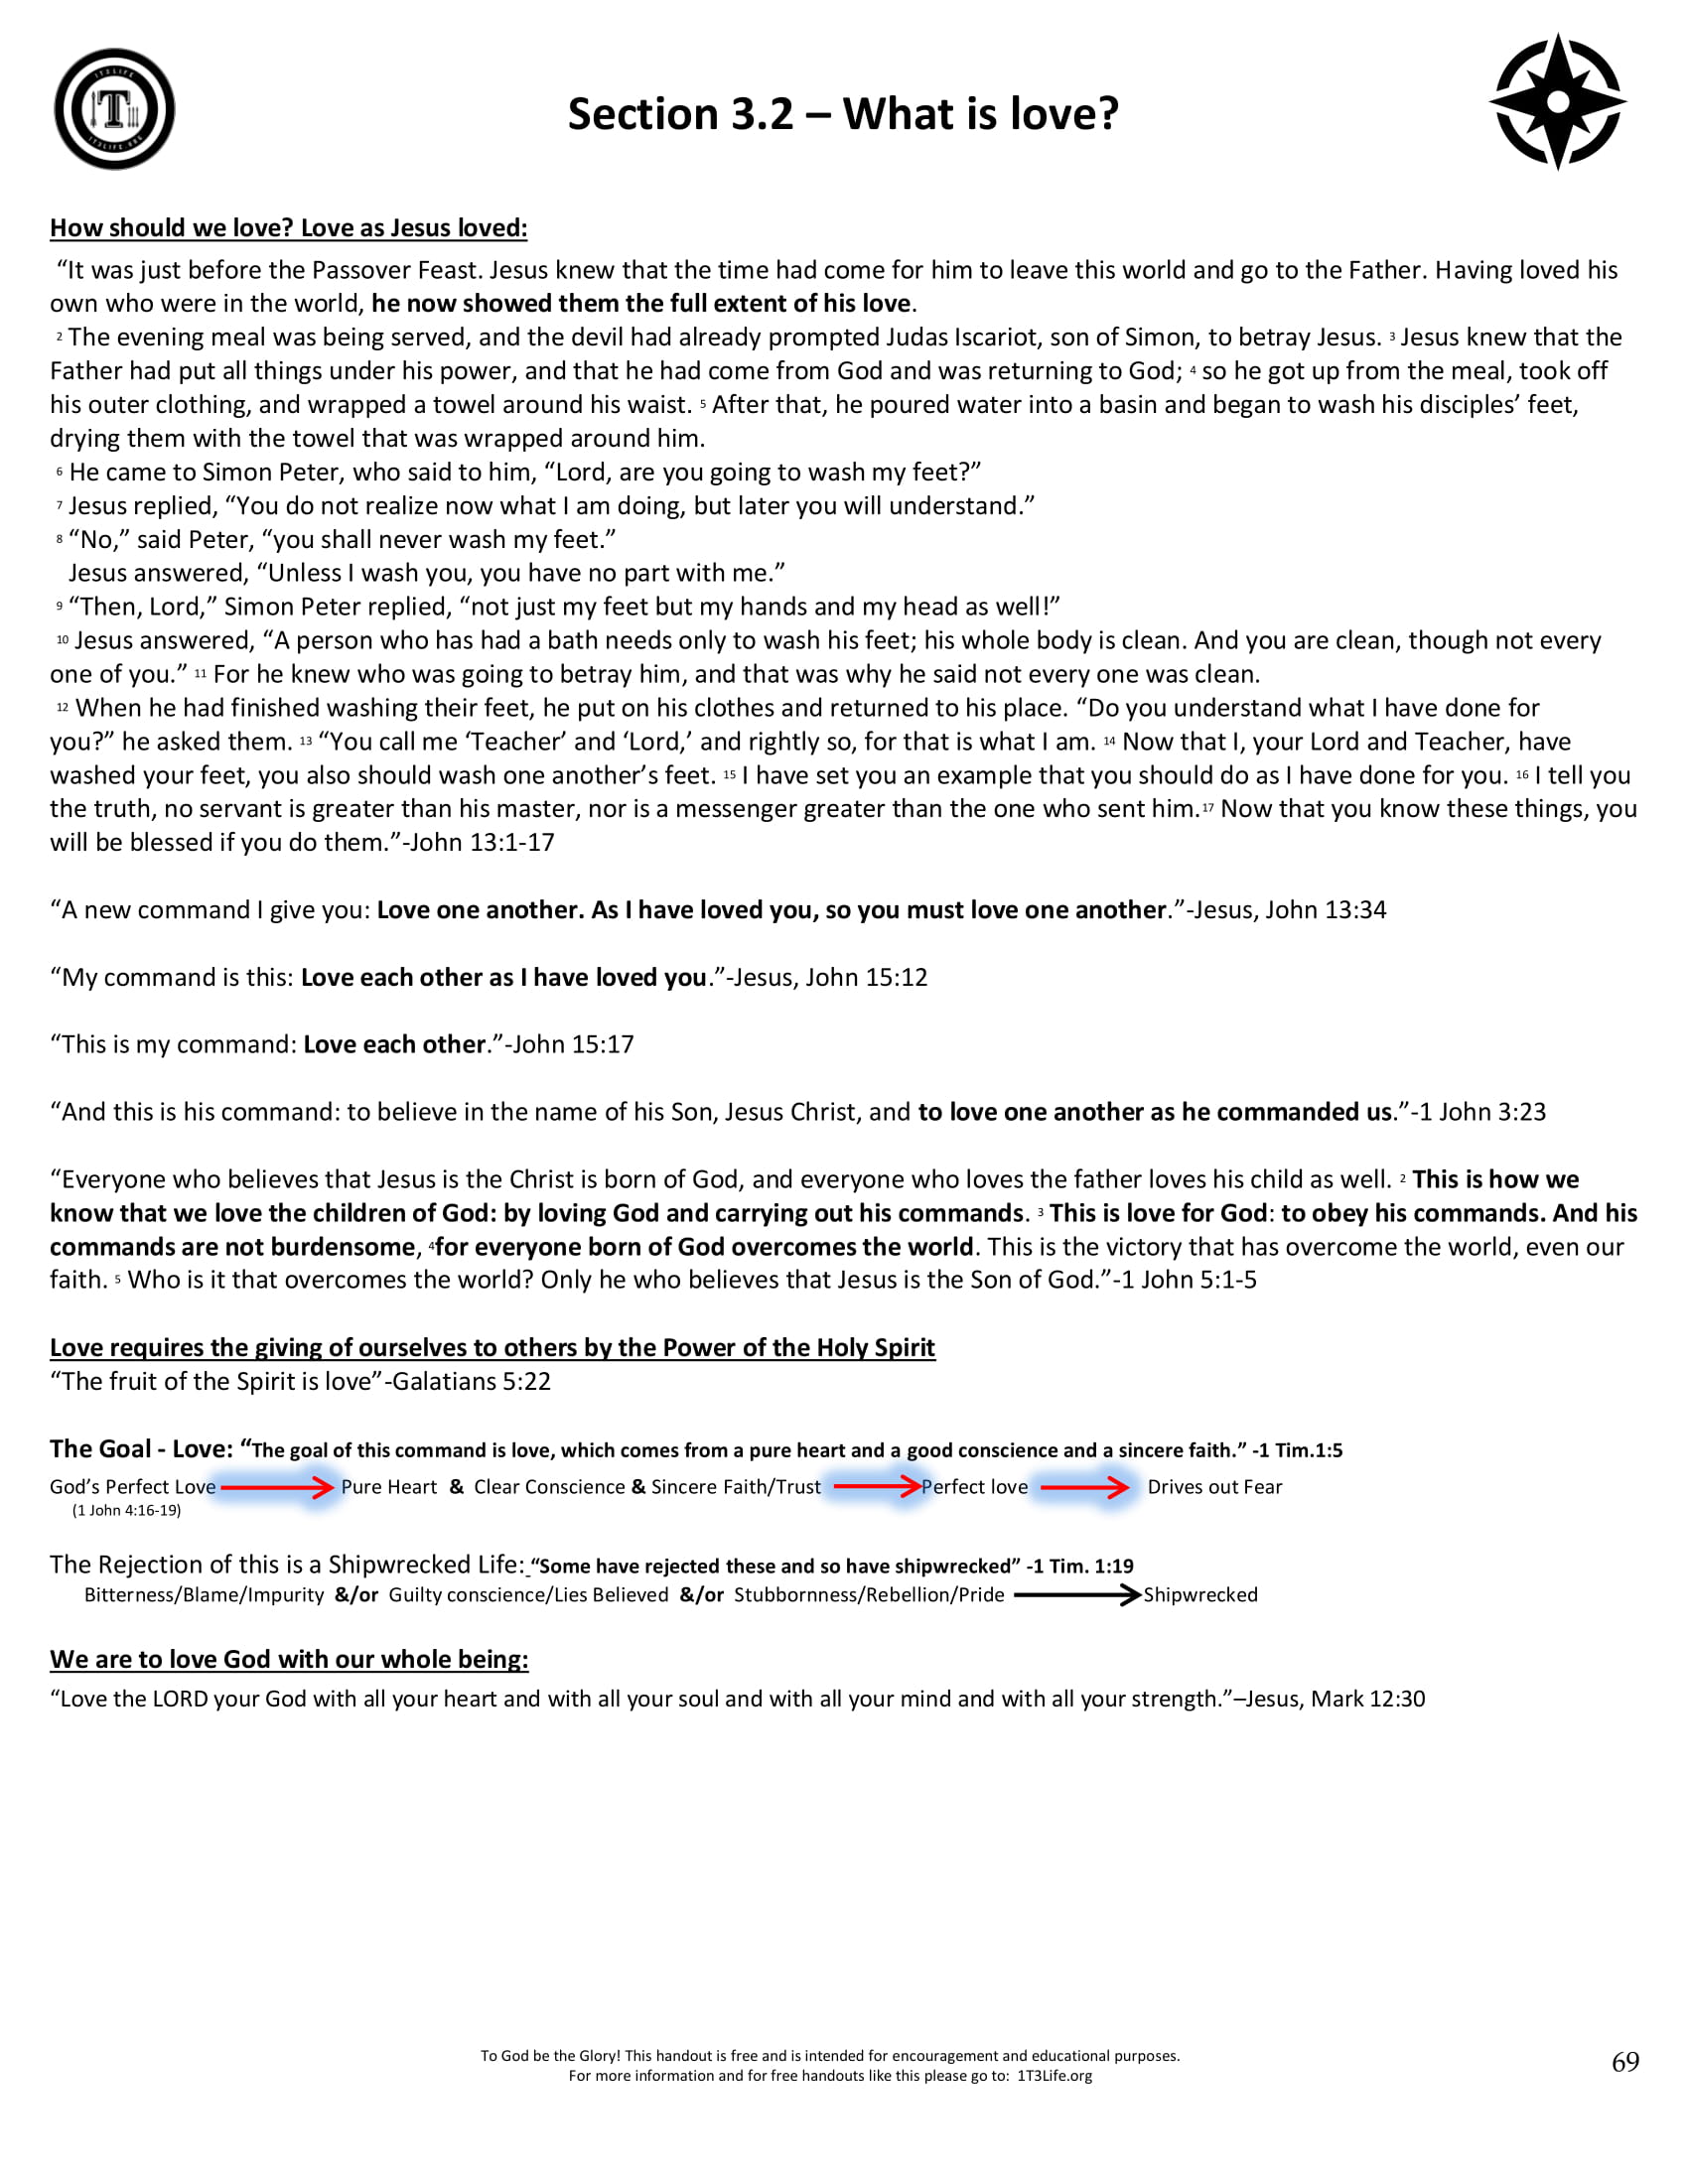 1T3LIFE
T
1T3LIFE.ORG
Section 3.2 – What is love?
How should we love? Love as Jesus loved:
“It was just before the Passover Feast. Jesus knew that the time had come for him to leave this world and go to the Father. Having loved his
own who were in the world, he now showed them the full extent of his love.
2 The evening meal was being served, and the devil had already prompted Judas Iscariot, son of Simon, to betray Jesus. 3 Jesus knew that the
Father had put all things under his power, and that he had come from God and was returning to God; 4 so he got up from the meal, took off
his outer clothing, and wrapped a towel around his waist. 5 After that, he poured water into a basin and began to wash his disciples’ feet,
drying them with the towel that was wrapped around him.
6 He came to Simon Peter, who said to him, “Lord, are you going to wash my feet?”
7 Jesus replied, “You do not realize now what I am doing, but later you will understand.”
8 “No,” said Peter, “you shall never wash my feet.”
Jesus answered, “Unless I wash you, you have no part with me.”
9 “Then, Lord,” Simon Peter replied, “not just my feet but my hands and my head as well!”
10 Jesus answered, “A person who has had a bath needs only to wash his feet; his whole body is clean. And you are clean, though not every
one of you.” 11 For he knew who was going to betray him, and that was why he said not every one was clean.
12 When he had finished washing their feet, he put on his clothes and returned to his place. “Do you understand what I have done for
you?” he asked them. 13 “You call me ‘Teacher’ and ‘Lord,’ and rightly so, for that is what I am. 14 Now that I, your Lord and Teacher, have
washed your feet, you also should wash one another’s feet. 15 I have set you an example that you should do as I have done for you. 16 I tell you
the truth, no servant is greater than his master, nor is a messenger greater than the one who sent him.17 Now that you know these things, you
will be blessed if you do them.”-John 13:1-17
“A new command I give you: Love one another. As I have loved you, so you must love one another.”-Jesus, John 13:34
“My command is this: Love each other as I have loved you.”-Jesus, John 15:12
“This is my command: Love each other.”-John 15:17
“And this is his command: to believe in the name of his Son, Jesus Christ, and to love one another as he commanded us.”-1 John 3:23
“Everyone who believes that Jesus is the Christ is born of God, and everyone who loves the father loves his child as well. 2 This is how we
know that we love the children of God: by loving God and carrying out his commands. 3 This is love for God: to obey his commands. And his
commands are not burdensome, 4for everyone born of God overcomes the world. This is the victory that has overcome the world, even our
faith. 5 Who is it that overcomes the world? Only he who believes that Jesus is the Son of God.”-1 John 5:1-5
Love requires the giving of ourselves to others by the Power of the Holy Spirit
“The fruit of the Spirit is love”-Galatians 5:22
The Goal - Love: “The goal of this command is love, which comes from a pure heart and a good conscience and a sincere faith.” -1 Tim.1:5
God’s Perfect Love Pure Heart & Clear Conscience & Sincere Faith/Trust Perfect love Drives out Fear
(1 John 4:16-19)
The Rejection of this is a Shipwrecked Life: “Some have rejected these and so have shipwrecked” -1 Tim. 1:19
Bitterness/Blame/Impurity &/or Guilty conscience/Lies Believed &/or Stubbornness/Rebellion/Pride Shipwrecked
We are to love God with our whole being:
“Love the LORD your God with all your heart and with all your soul and with all your mind and with all your strength.”–Jesus, Mark 12:30
To God be the Glory! This handout is free and is intended for encouragement and educational purposes.
For more information and for free handouts like this please go to: 1T3Life.org
69